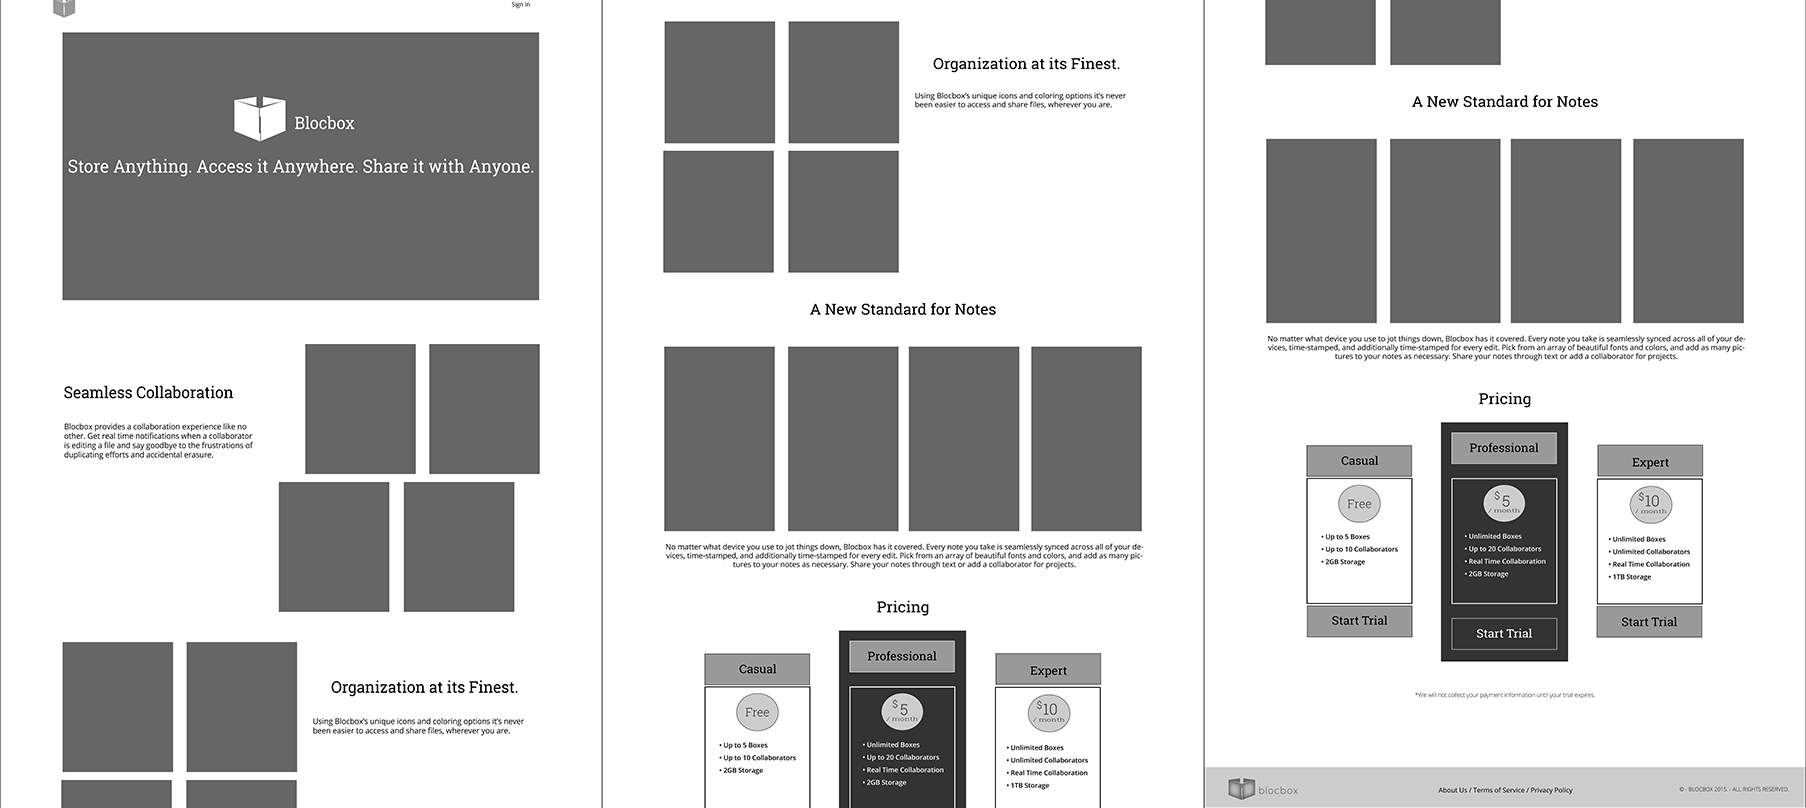 Sign In
Blocbox
Store Anything. Access it Anywhere. Share it with Anyone.
Seamless Collaboration
Blocbox provides a collaboration experience like no
other. Get real time notifications when a collaborator
is editing a file and say goodbye to the frustrations of
duplicating efforts and accidental erasure.
Organization at its Finest.
Using Blocbox's unique icons and coloring options it's never
been easier to access and share files, wherever you are.
Organization at its Finest.
Using Blocbox's unique icons and coloring options it's never
been easier to access and share files, wherever you are.
A New Standard for Notes
No matter what device you use to jot things down, Blocbox has it covered. Every note you take is seamlessly synced across all of your de-
vices, time-stamped, and additionally time-stamped for every edit. Pick from an array of beautiful fonts and colors, and add as many pic-
tures to your notes as necessary. Share your notes through text or add a collaborator for projects.
Pricing
Casual
Free
• Up to 5 Boxes
• Up to 10 Collaborators
• 2GB Storage
Professional
$5
/ month
• Unlimited Boxes
• Up to 20 Collaborators
• Real Time Collaboration
• 2GB Storage
Expert
$10
/ month
• Unlimited Boxes
• Unlimited Collaborators
• Real Time Collaboration
• 1TB Storage
A New Standard for Notes
No matter what device you use to jot things down, Blocbox has it covered. Every note you take is seamlessly synced across all of your de-
vices, time-stamped, and additionally time-stamped for every edit. Pick from an array of beautiful fonts and colors, and add as many pic-
tures to your notes as necessary. Share your notes through text or add a collaborator for projects.
Pricing
Casual
Free
• Up to 5 Boxes
• Up to 10 Collaborators
• 2GB Storage
Start Trial
Professional
$5
/ month
• Unlimited Boxes
• Up to 20 Collaborators
• Real Time Collaboration
• 2GB Storage
Start Trial
Expert
$10
/ month
• Unlimited Boxes
• Unlimited Collaborators
• Real Time Collaboration
• 1TB Storage
Start Trial
*We will not collect your payment information until your trial expires.
blocbox
About Us / Terms of Service / Privacy Policy
© - BLOCBOX 2015. - ALL RIGHTS RESERVED.